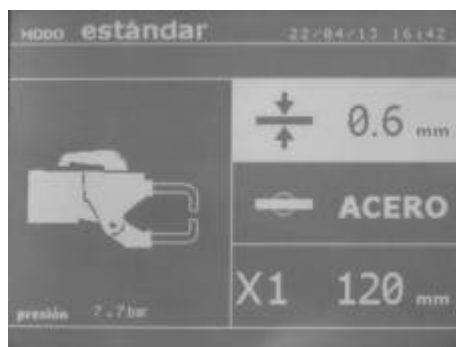 MODO estándar 22/04/13 16:42
0.6 mm
ACERO
X1 120 mm
presión 7.7 bar